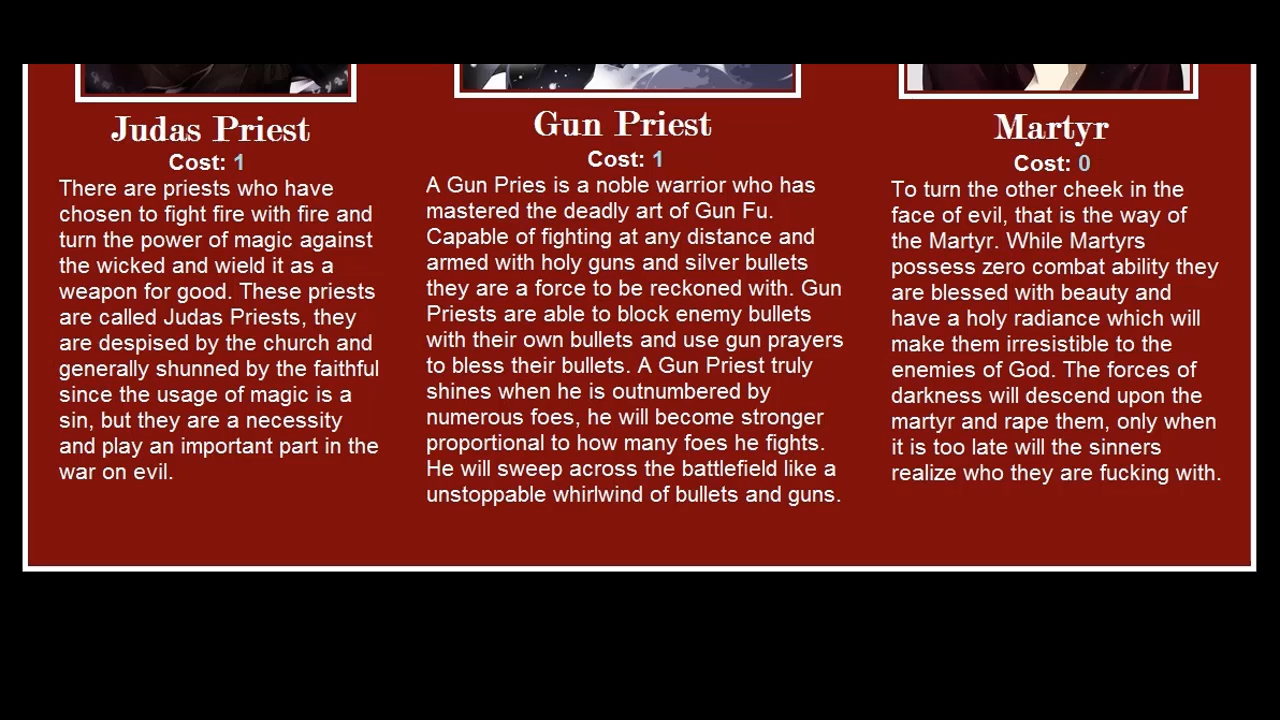 Judas Priest
Cost: 1
There are priests who have
chosen to fight fire with fire and
turn the power of magic against
the wicked and wield it as a
weapon for good. These priests
are called Judas Priests, they
are despised by the church and
generally shunned by the faithful
since the usage of magic is a
sin, but they are a necessity
and play an important part in the
war on evil.
Gun Priest
Cost: 1
A Gun Pries is a noble warrior who has
mastered the deadly art of Gun Fu.
Capable of fighting at any distance and
armed with holy guns and silver bullets
they are a force to be reckoned with. Gun
Priests are able to block enemy bullets
with their own bullets and use gun prayers
to bless their bullets. A Gun Priest truly
shines when he is outnumbered by
numerous foes, he will become stronger
proportional to how many foes he fights.
He will sweep across the battlefield like a
unstoppable whirlwind of bullets and guns.
Martyr
Cost: 0
To turn the other cheek in the
face of evil, that is the way of
the Martyr. While Martyrs
possess zero combat ability they
are blessed with beauty and
have a holy radiance which will
make them irresistible to the
enemies of God. The forces of
darkness will descend upon the
martyr and rape them, only when
it is too late will the sinners
realize who they are fucking with.